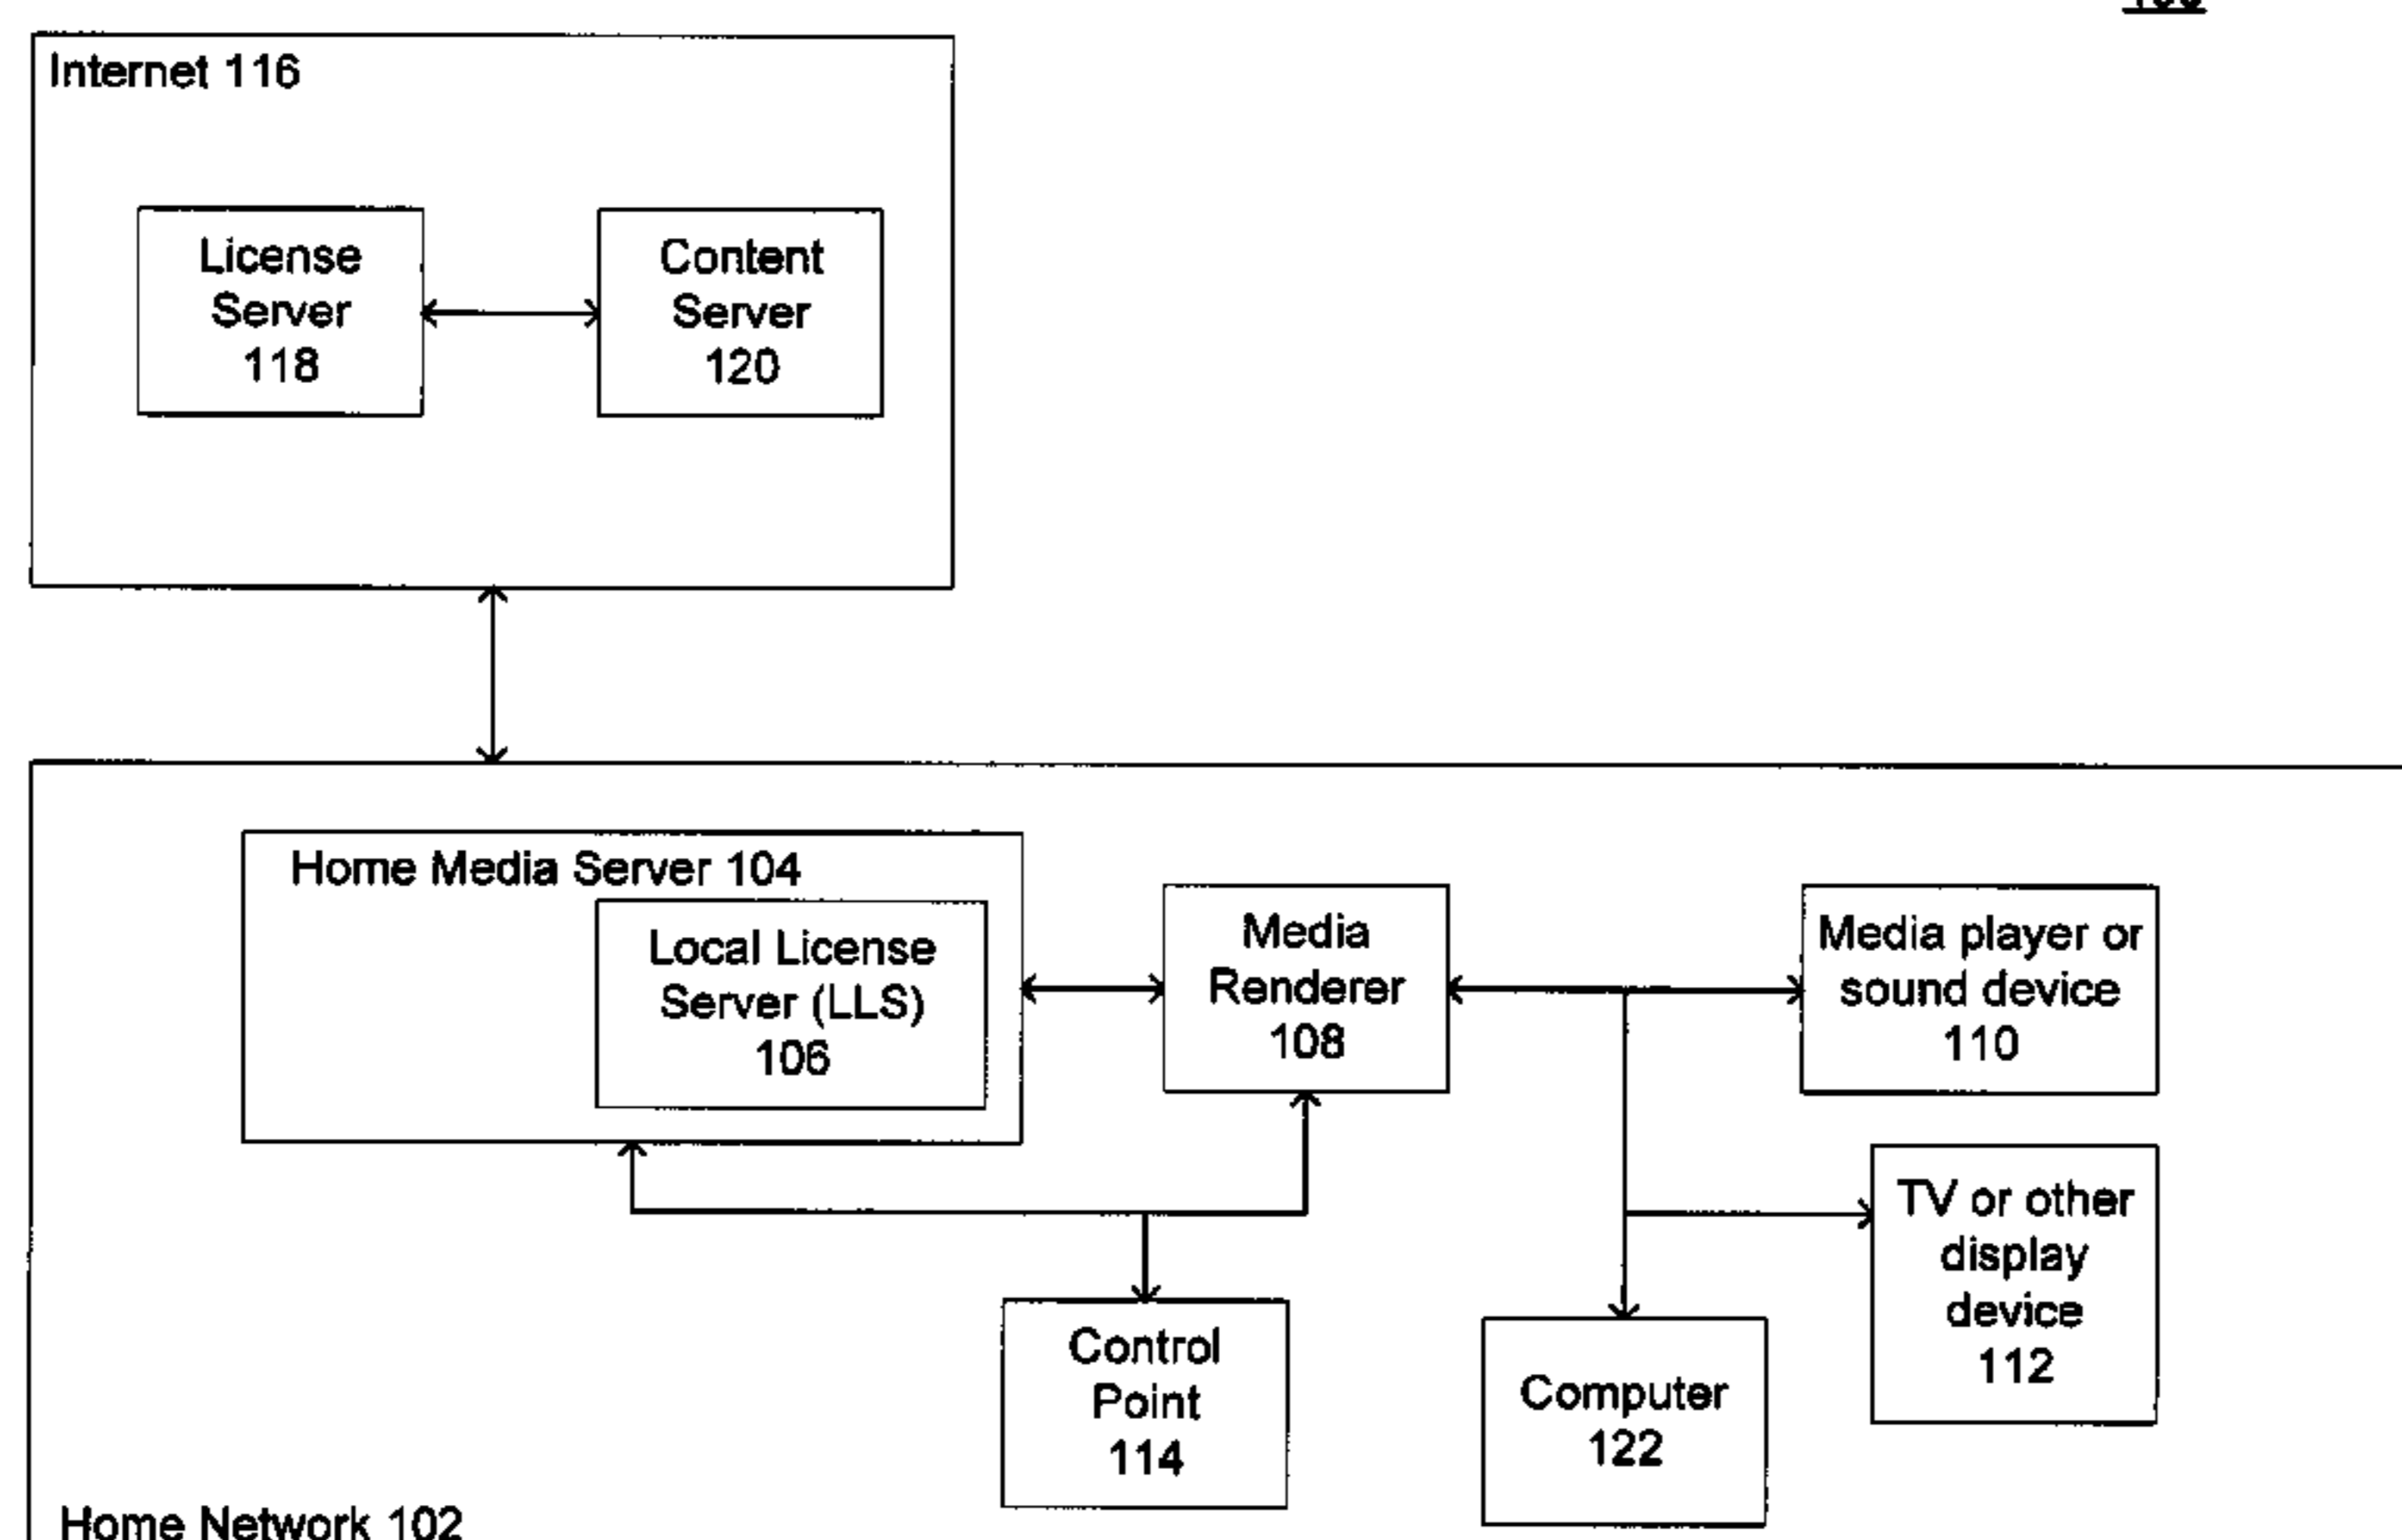 Internet 116
License
Server
118
Content
Server
120
Home Media Server 104
Local License
Server (LLS)
106
Media
Renderer
108
Media player or
sound device
110
TV or other
display
device
112
Control
Point
114
Computer
122
Home Network 102